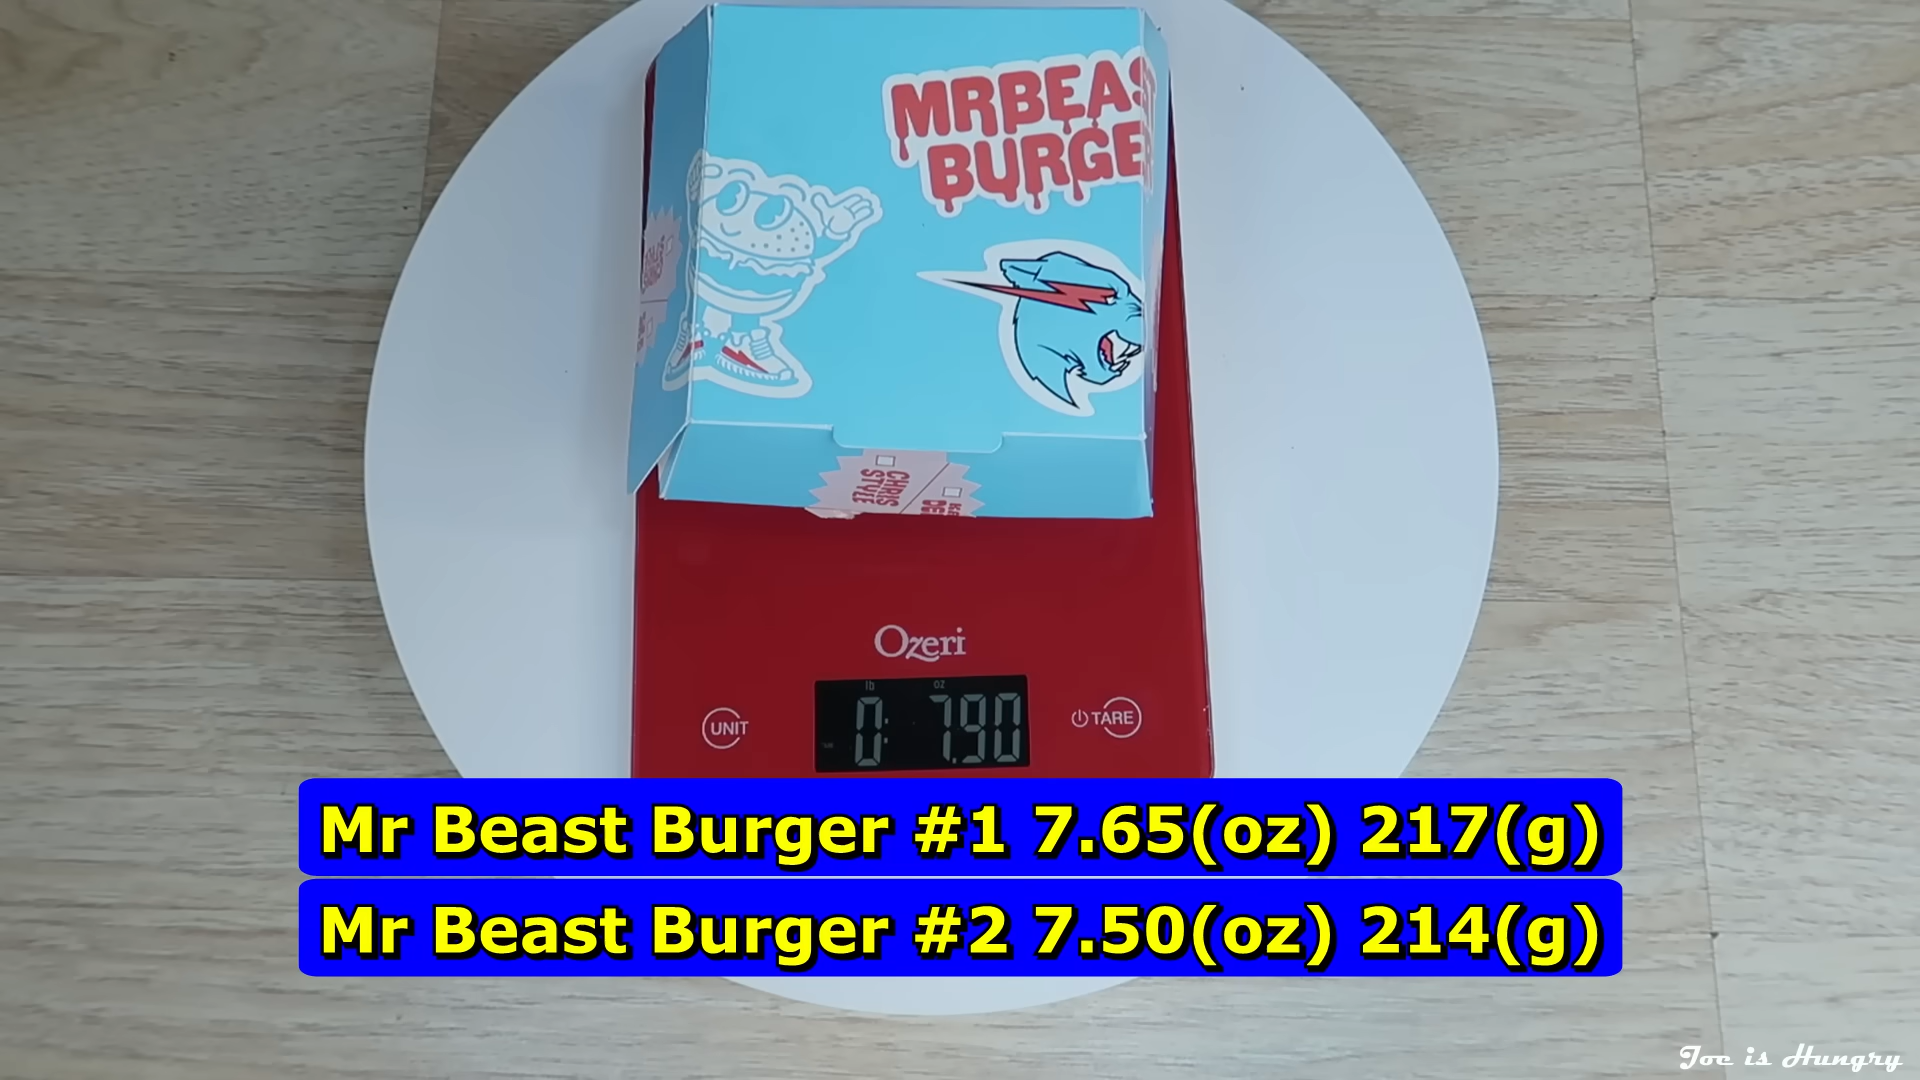 MRBEAS
BURGE
CHRIS
STYLE
Ozeri
lb oz
0: 7.90
UNIT
TARE
Mr Beast Burger #1 7.65(oz) 217(g)
Mr Beast Burger #2 7.50(oz) 214(g)
Joe is Hungry